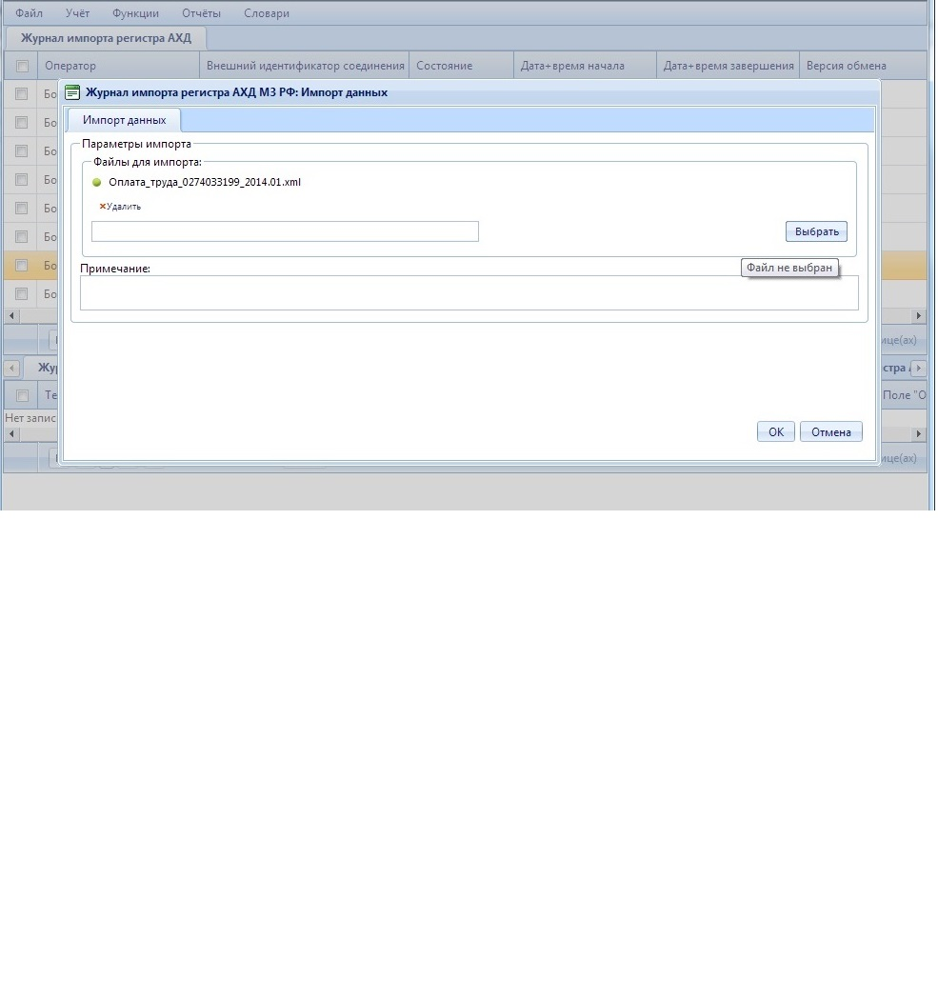 Файл Учёт Функции Отчёты Словари
Журнал импорта регистра АХД
Оператор Внешний идентификатор соединения Состояние Дата+время начала Дата+время завершения Версия обмена
Бо
Журнал импорта регистра АХД МЗ РФ: Импорт данных
Бо
Импорт данных
Бо
Параметры импорта
Файлы для импорта:
Бо
Оплата_труда_0274033199_2014.01.xml
Бо
Удалить
Бо
Выбрать
Бо
Примечание:
Файл не выбран
Бо
ице(ах)
Жур
стра А
Те
Поле "О
Нет запис
OK Отмена
ице(ах)